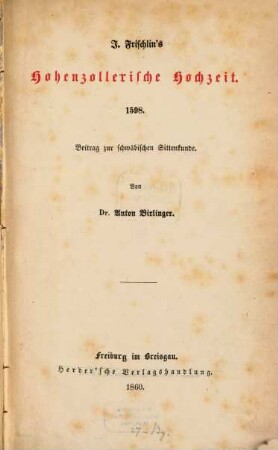 J. Frischlin's
Hohenzollerische Hochzeit.
1598.
Beitrag zur schwäbischen Sittenkunde.
Von
Dr. Anton Birlinger.
Freiburg im Breisgau.
Herder'sche Verlagshandlung.
1860.